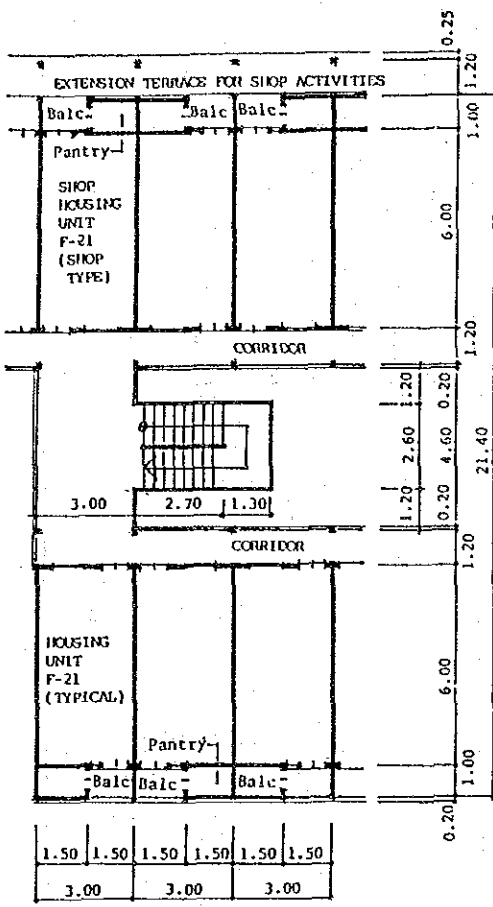 0.25
1.20
EXTENSION TERRACE FOR SHOP ACTIVITIES
Balc Balc Balc
1.00
Pantry
SHOP
HOUSING
UNIT
F-21
(SHOP
TYPE)
6.00
1.20
CORRIDOR
1.20 0.20
2.60 4.60 21.40
3.00 2.70 1.30
1.20 0.20
CORRIDOR
1.20
HOUSING
UNIT
F-21
(TYPICAL)
6.00
Pantry
Balc Balc Balc
1.00
0.20
1.50 1.50 1.50 1.50 1.50 1.50
3.00 3.00 3.00